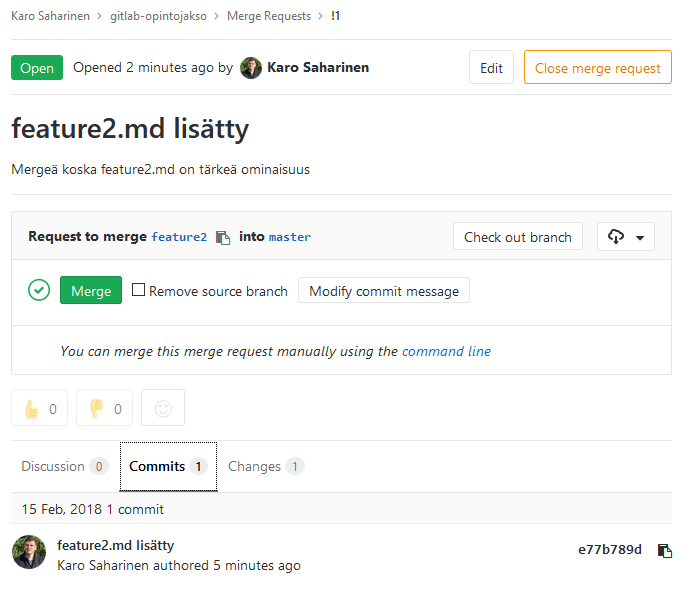 Karo Saharinen > gitlab-opintojakso > Merge Requests > !1
Open Opened 2 minutes ago by Karo Saharinen Edit Close merge request
feature2.md lisätty
Mergeä koska feature2.md on tärkeä ominaisuus
Request to merge feature2 into master Check out branch
Merge Remove source branch Modify commit message
You can merge this merge request manually using the command line
0 0
Discussion 0 Commits 1 Changes 1
15 Feb, 2018 1 commit
feature2.md lisätty e77b789d
Karo Saharinen authored 5 minutes ago